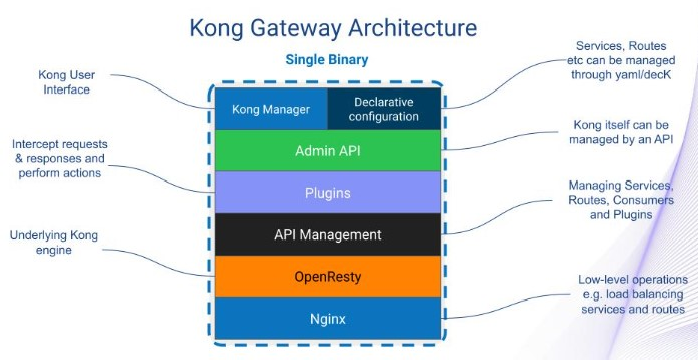 Kong Gateway Architecture
Single Binary
Kong User
Interface
Intercept requests
& responses and
perform actions
Underlying Kong
engine
Kong Manager
Declarative
configuration
Admin API
Plugins
API Management
OpenResty
Nginx
Services, Routes
etc can be managed
through yaml/decK
Kong itself can be
managed by an API
Managing Services,
Routes, Consumers
and Plugins
Low-level operations
e.g. load balancing
services and routes